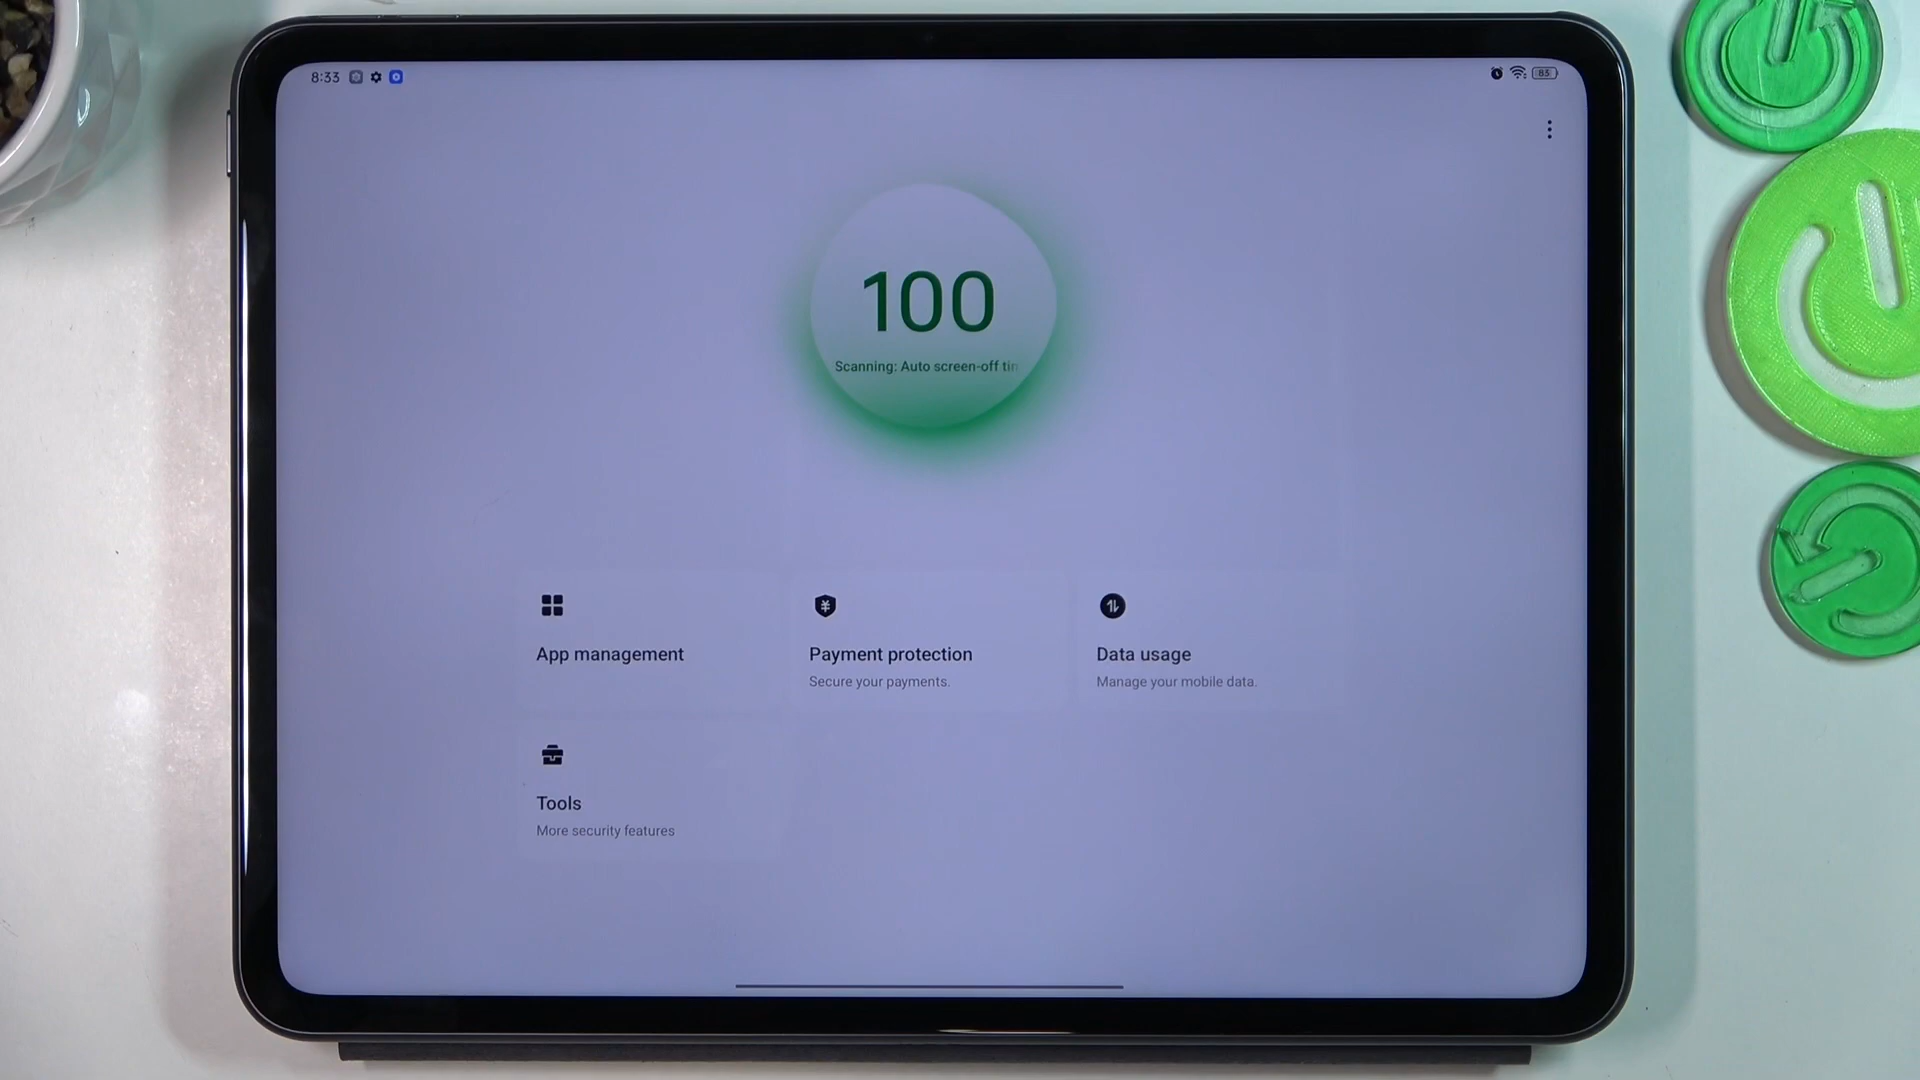 8:33
83
100
Scanning: Auto screen-off tin
App management
Payment protection
Secure your payments.
Data usage
Manage your mobile data.
Tools
More security features